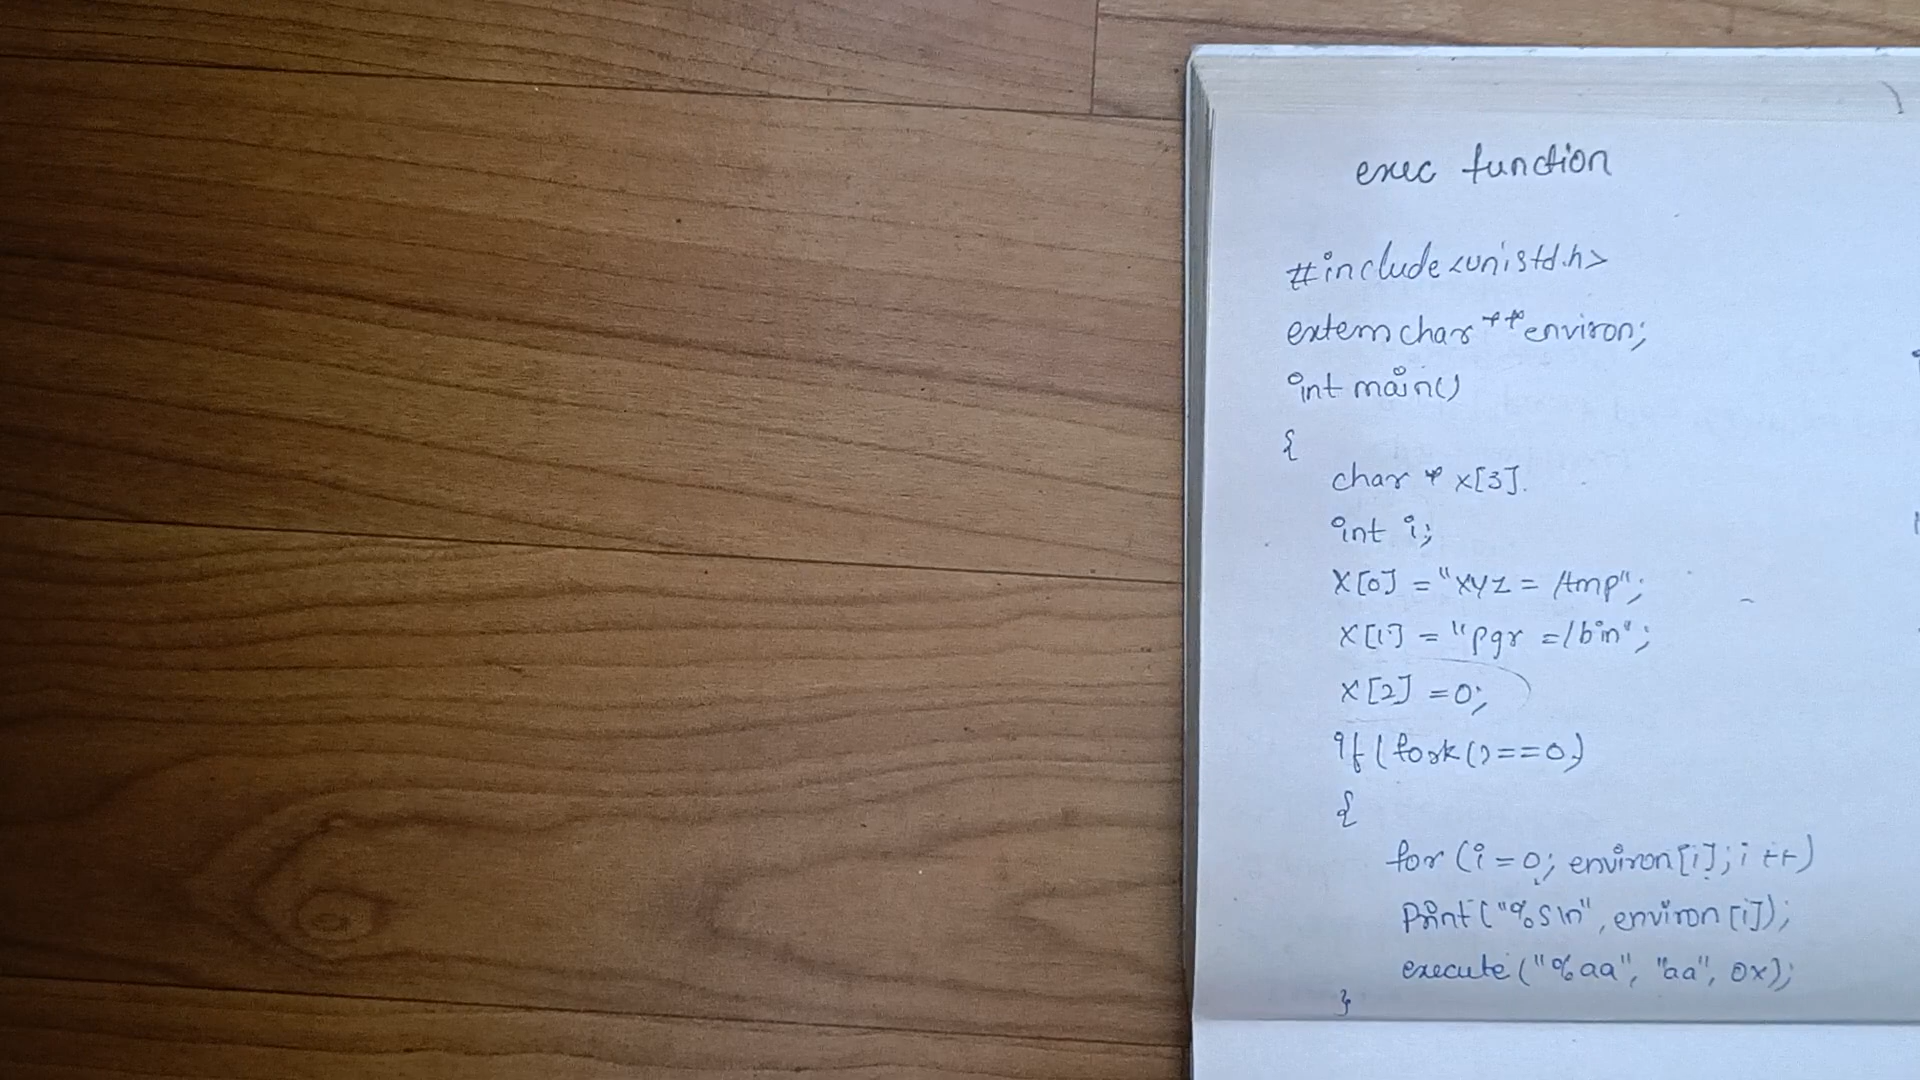 exec function
#include<unistd.h>
extern char **environ;
int main()
{
char * x[3].
int i;
x[0] = "xyz = /tmp";
x[1] = "pqr =/bin";
x[2] =0;
if(fork()==0)
{
for (i=0; environ[i]; i++)
Print("%s\n", environ[i]);
execute("%aa", "aa", 0x);
}